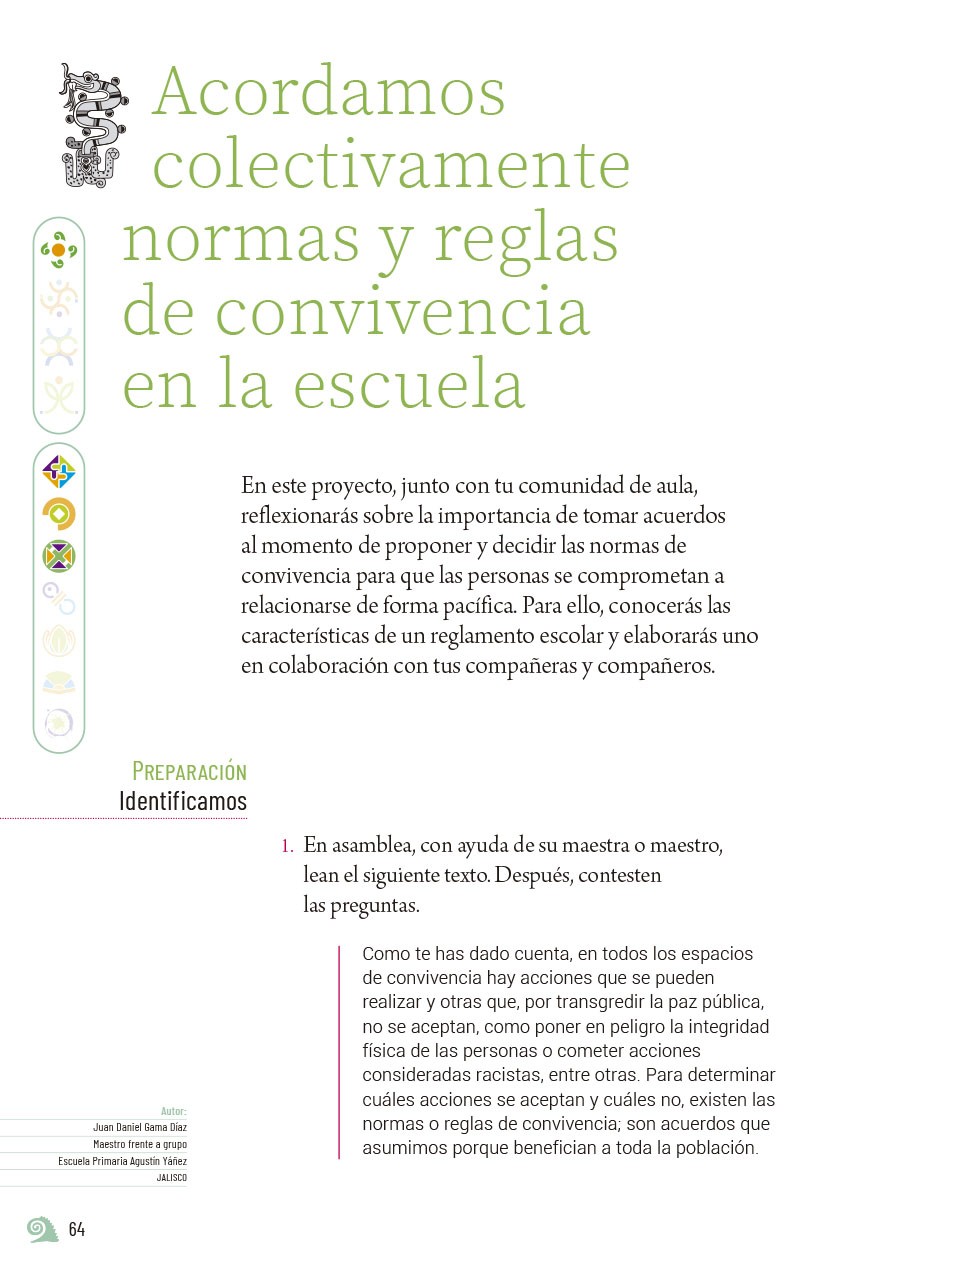 Acordamos
colectivamente
normas y reglas
de convivencia
en la escuela
En este proyecto, junto con tu comunidad de aula,
reflexionarás sobre la importancia de tomar acuerdos
al momento de proponer y decidir las normas de
convivencia para que las personas se comprometan a
relacionarse de forma pacífica. Para ello, conocerás las
características de un reglamento escolar y elaborarás uno
en colaboración con tus compañeras y compañeros.
Preparación
Identificamos
1. En asamblea, con ayuda de su maestra o maestro,
lean el siguiente texto. Después, contesten
las preguntas.
Como te has dado cuenta, en todos los espacios
de convivencia hay acciones que se pueden
realizar y otras que, por transgredir la paz pública,
no se aceptan, como poner en peligro la integridad
física de las personas o cometer acciones
consideradas racistas, entre otras. Para determinar
cuáles acciones se aceptan y cuáles no, existen las
normas o reglas de convivencia; son acuerdos que
asumimos porque benefician a toda la población.
Autor:
Juan Daniel Gama Díaz
Maestro frente a grupo
Escuela Primaria Agustín Yáñez
JALISCO
64